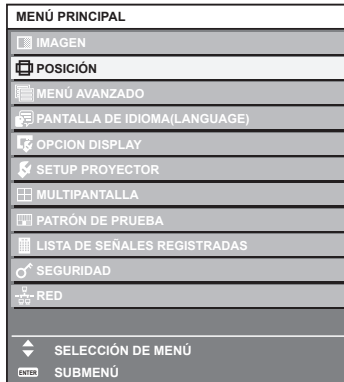 MENÚ PRINCIPAL
IMAGEN
POSICIÓN
MENÚ AVANZADO
PANTALLA DE IDIOMA(LANGUAGE)
OPCION DISPLAY
SETUP PROYECTOR
MULTIPANTALLA
PATRÓN DE PRUEBA
LISTA DE SEÑALES REGISTRADAS
SEGURIDAD
RED
SELECCIÓN DE MENÚ
ENTER SUBMENÚ